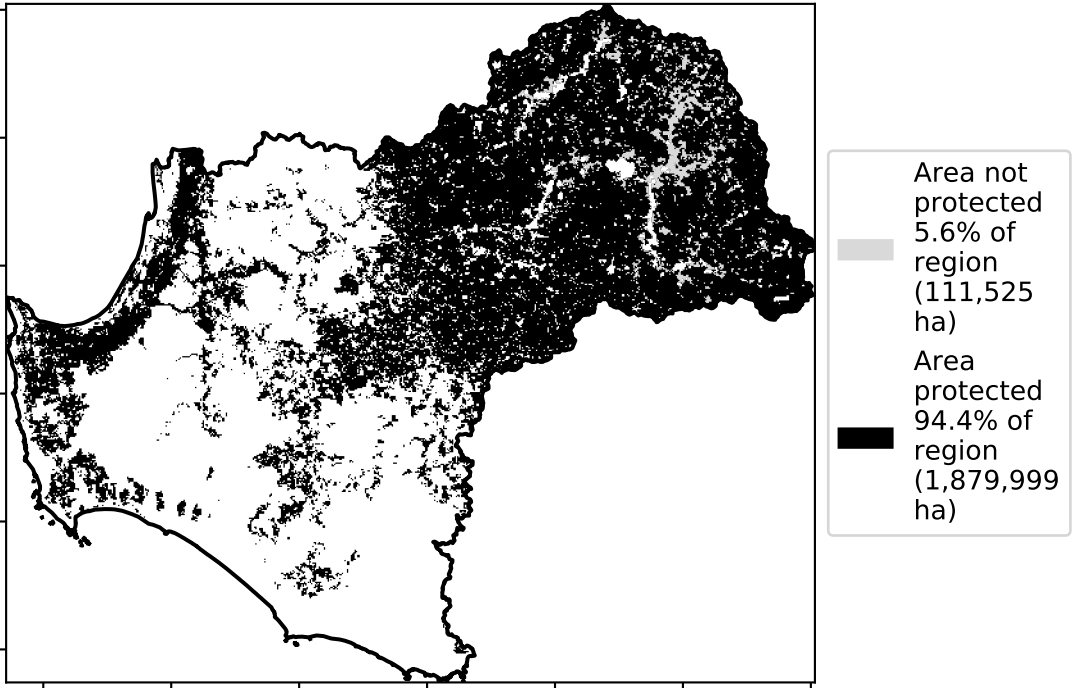 Area not
protected
5.6% of
region
(111,525
ha)
Area
protected
94.4% of
region
(1,879,999
ha)